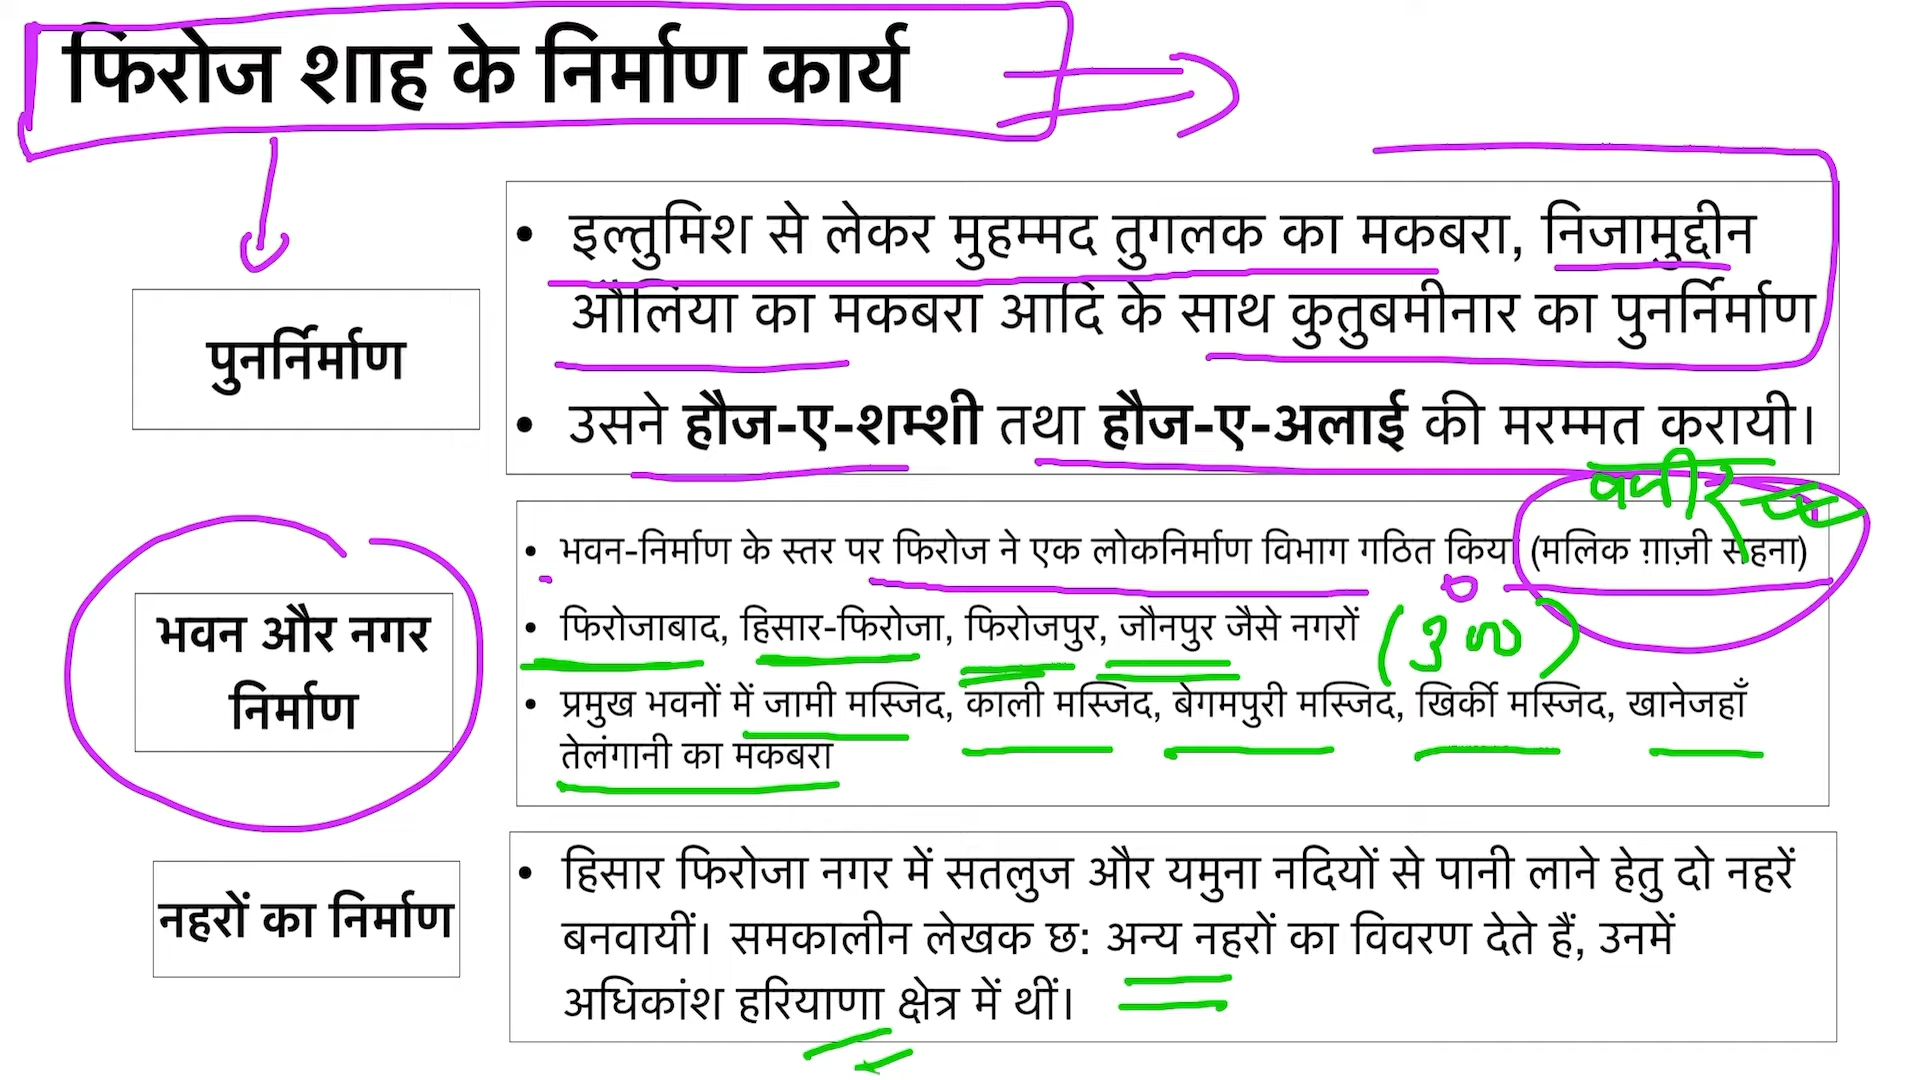 फिरोज शाह के निर्माण कार्य
पुनर्निर्माण
• इल्तुमिश से लेकर मुहम्मद तुगलक का मकबरा, निजामुद्दीन
औलिया का मकबरा आदि के साथ कुतुबमीनार का पुनर्निर्माण
• उसने हौज-ए-शम्शी तथा हौज-ए-अलाई की मरम्मत करायी।
वजीर
भवन और नगर
निर्माण
• भवन-निर्माण के स्तर पर फिरोज ने एक लोकनिर्माण विभाग गठित किया (मलिक ग़ाज़ी सहना)
• फिरोजाबाद, हिसार-फिरोजा, फिरोजपुर, जौनपुर जैसे नगरों (300)
• प्रमुख भवनों में जामी मस्जिद, काली मस्जिद, बेगमपुरी मस्जिद, खिर्की मस्जिद, खानेजहाँ
तेलंगानी का मकबरा
नहरों का निर्माण
• हिसार फिरोजा नगर में सतलुज और यमुना नदियों से पानी लाने हेतु दो नहरें
बनवायीं। समकालीन लेखक छ: अन्य नहरों का विवरण देते हैं, उनमें
अधिकांश हरियाणा क्षेत्र में थीं।